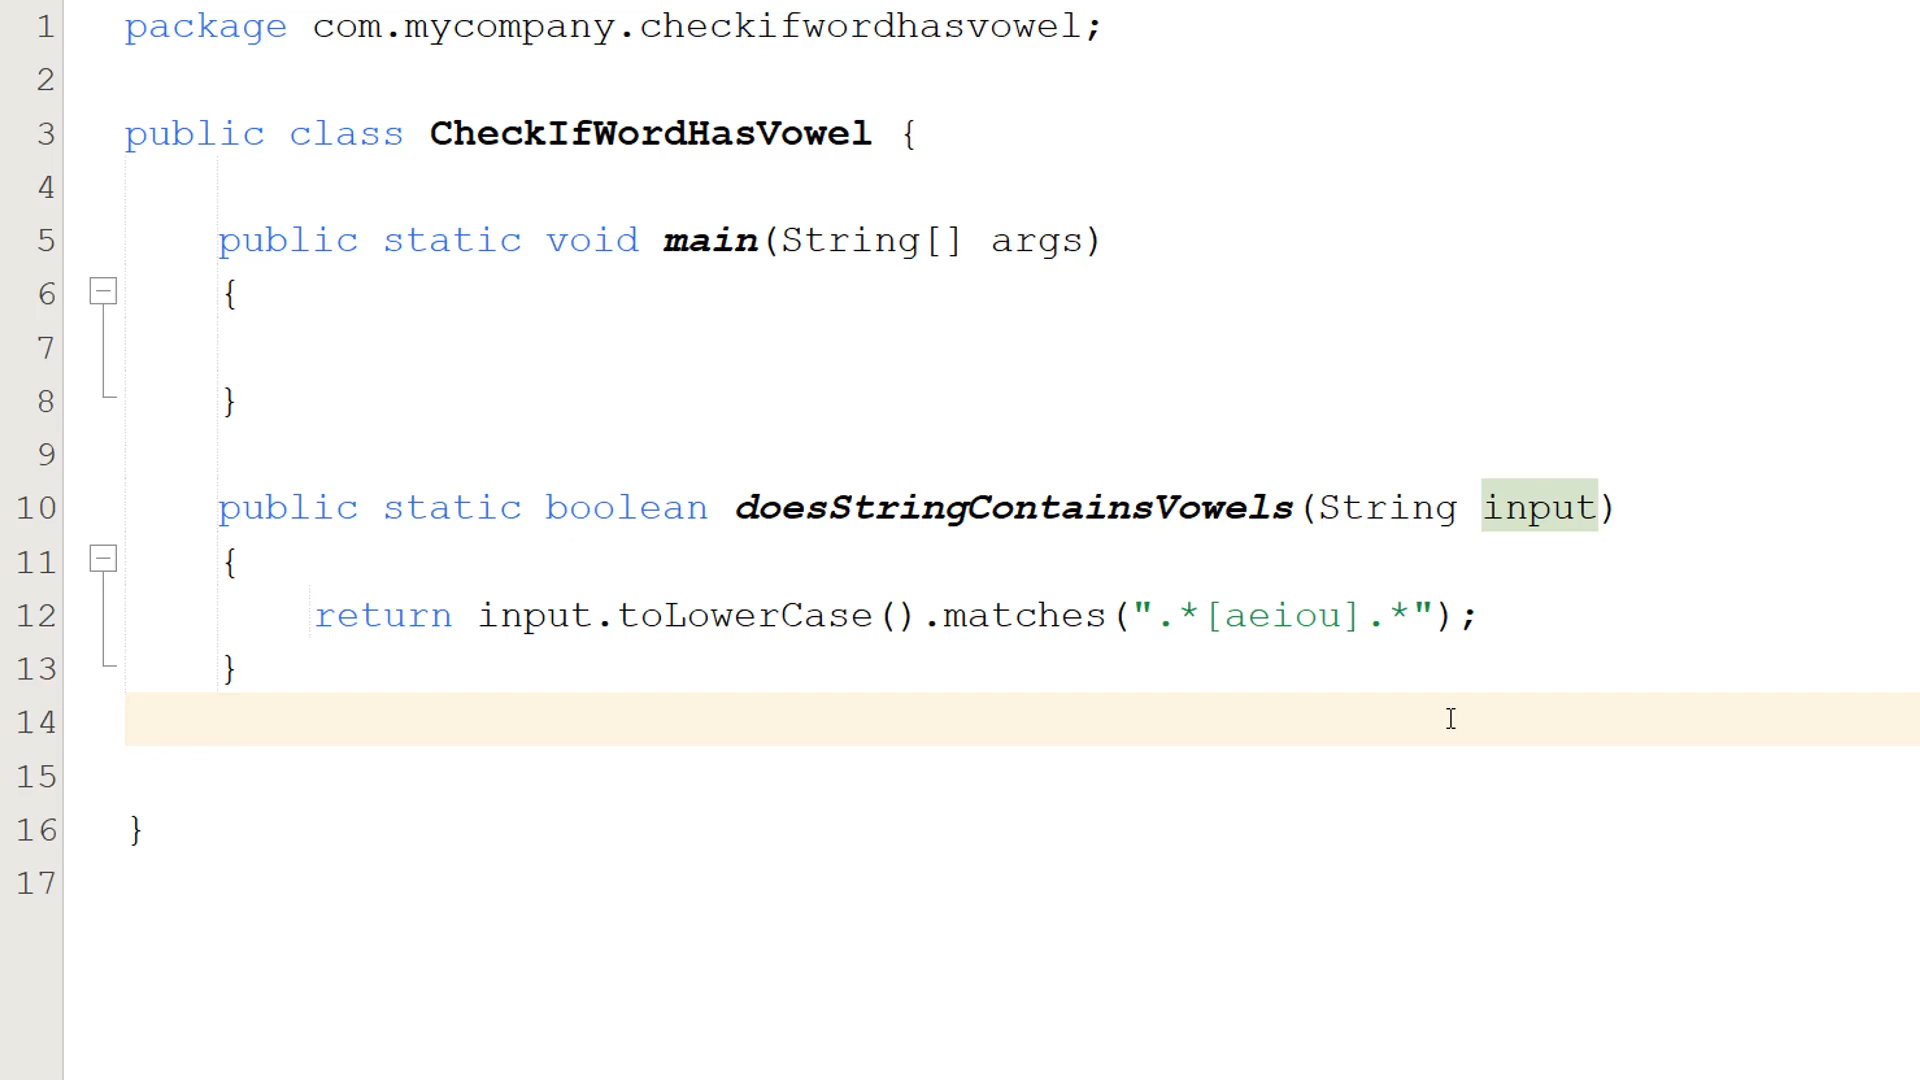 1 package com.mycompany.checkifwordhasvowel;
2
3 public class CheckIfWordHasVowel {
4
5 public static void main(String[] args)
6 {
7
8 }
9
10 public static boolean doesStringContainsVowels(String input)
11 {
12 return input.toLowerCase().matches(".*[aeiou].*");
13 }
14
15
16 }
17